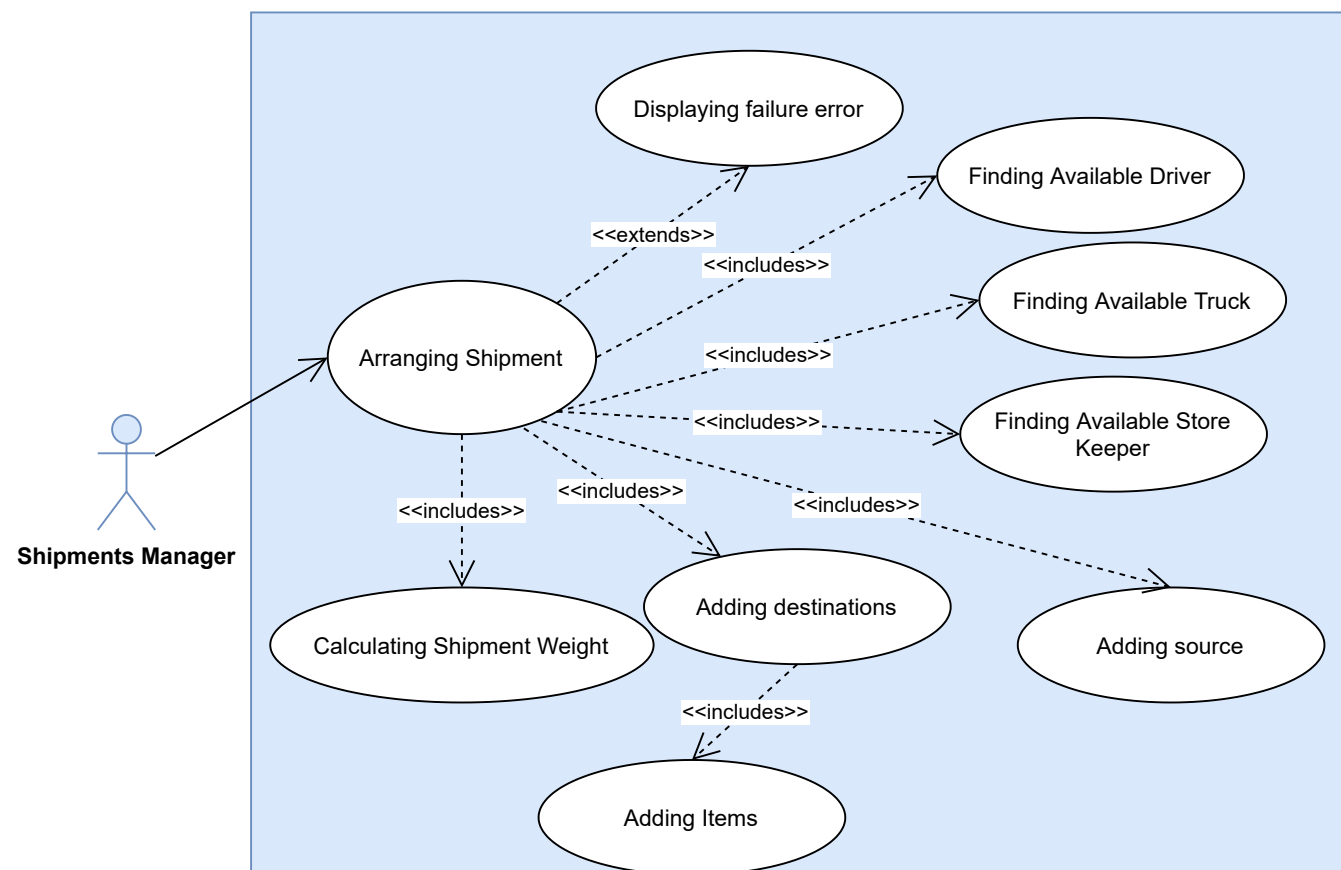 Displaying failure error
Finding Available Driver
<<extends>>
<<includes>>
Finding Available Truck
Arranging Shipment
<<includes>>
Finding Available Store
Keeper
<<includes>>
<<includes>>
<<includes>>
<<includes>>
Shipments Manager
Adding destinations
Calculating Shipment Weight
Adding source
<<includes>>
Adding Items